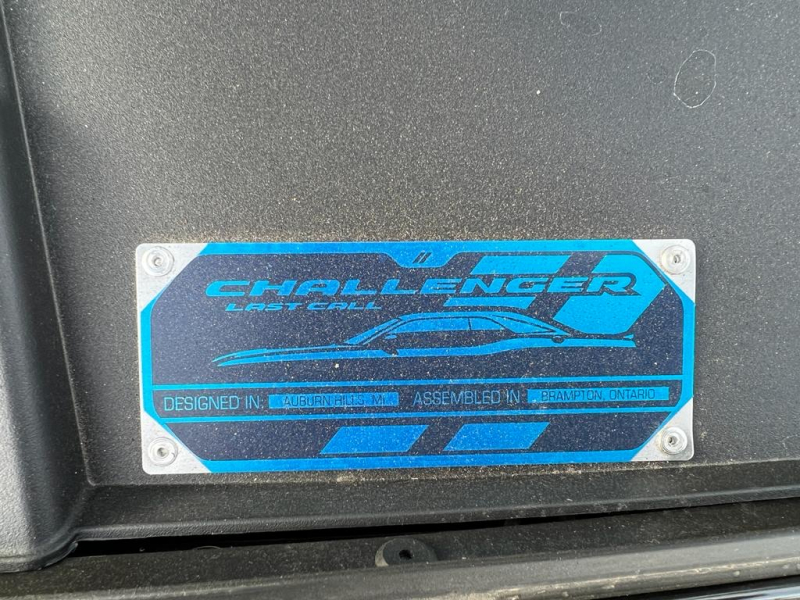 CHALLENGER
LAST CALL
DESIGNED IN: AUBURN HILLS, MI ASSEMBLED IN BRAMPTON, ONTARIO